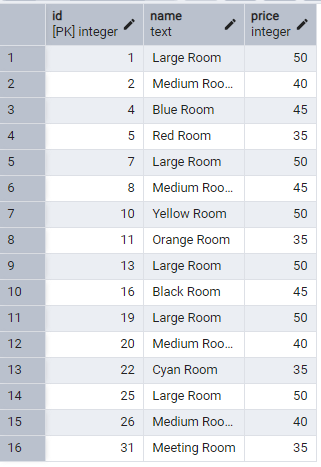 id name price
[PK] integer text integer
1 1 Large Room 50
2 2 Medium Roo... 40
3 4 Blue Room 45
4 5 Red Room 35
5 7 Large Room 50
6 8 Medium Roo... 45
7 10 Yellow Room 50
8 11 Orange Room 35
9 13 Large Room 50
10 16 Black Room 45
11 19 Large Room 50
12 20 Medium Roo... 40
13 22 Cyan Room 35
14 25 Large Room 50
15 26 Medium Roo... 40
16 31 Meeting Room 35